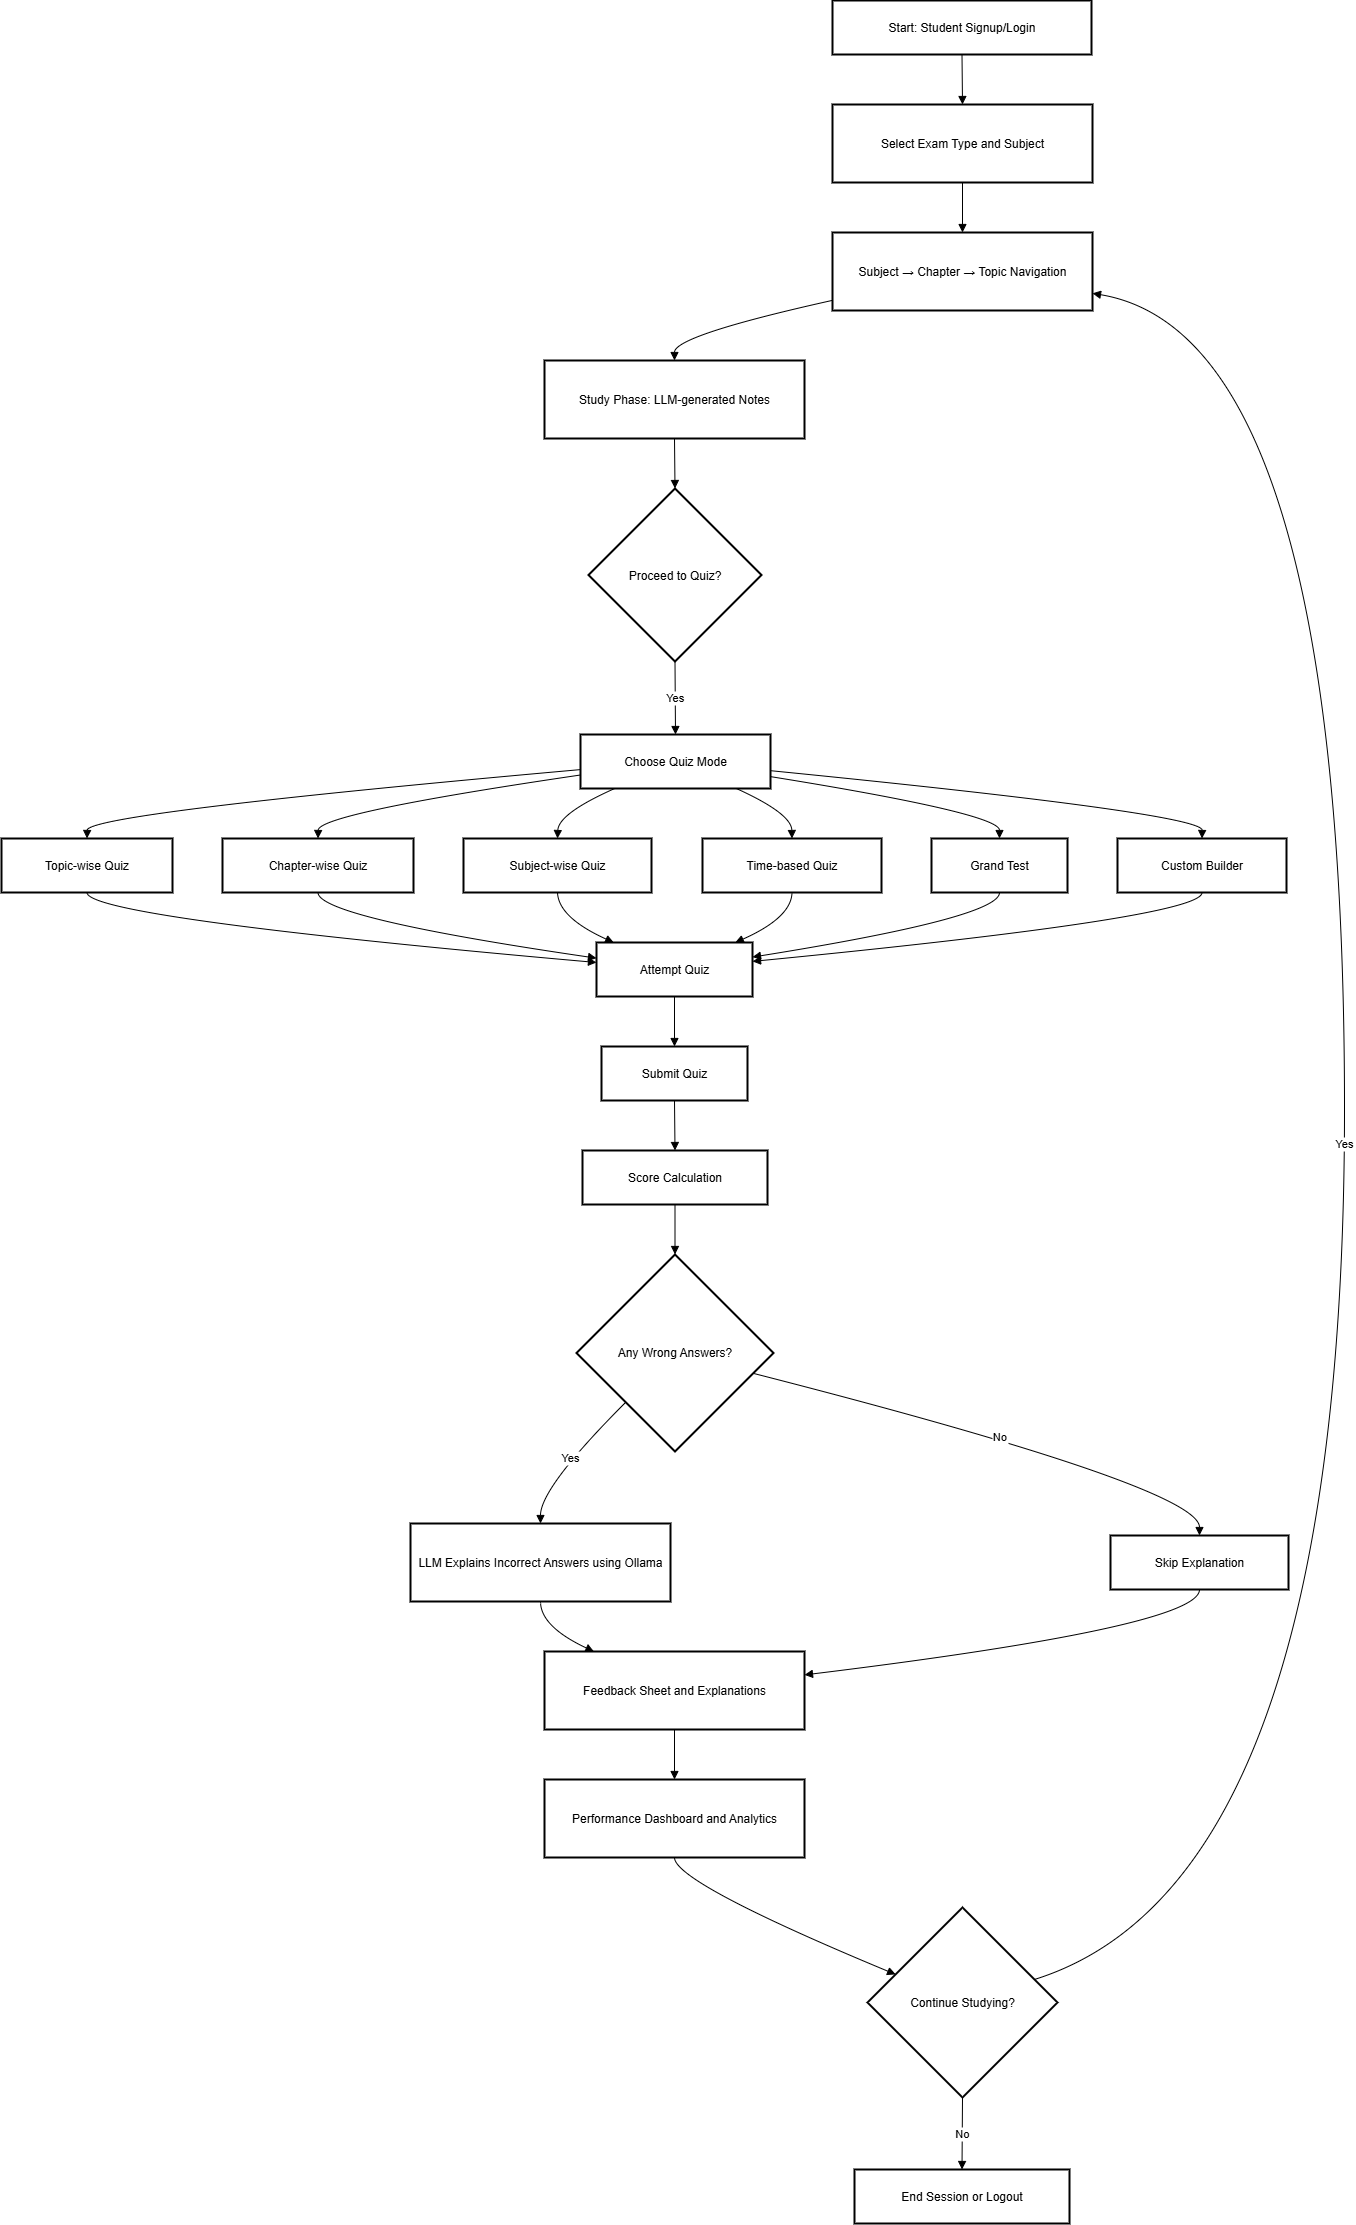 Start: Student Signup/Login
Select Exam Type and Subject
Subject → Chapter → Topic Navigation
Study Phase: LLM-generated Notes
Proceed to Quiz?
Yes
Choose Quiz Mode
Topic-wise Quiz
Chapter-wise Quiz
Subject-wise Quiz
Time-based Quiz
Grand Test
Custom Builder
Attempt Quiz
Submit Quiz
Yes
Score Calculation
Any Wrong Answers?
No
Yes
LLM Explains Incorrect Answers using Ollama
Skip Explanation
Feedback Sheet and Explanations
Performance Dashboard and Analytics
Continue Studying?
No
End Session or Logout